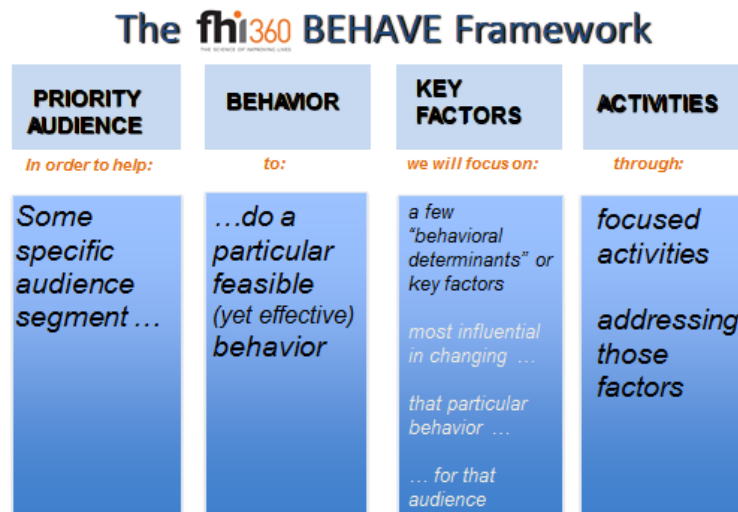 The fhi360 BEHAVE Framework
THE SCIENCE OF IMPROVING LIVES
PRIORITY
AUDIENCE
In order to help:
Some
specific
audience
segment …
BEHAVIOR
to:
…do a
particular
feasible
(yet effective)
behavior
KEY
FACTORS
we will focus on:
a few
“behavioral
determinants” or
key factors
most influential
in changing …
that particular
behavior …
… for that
audience
ACTIVITIES
through:
focused
activities
addressing
those
factors